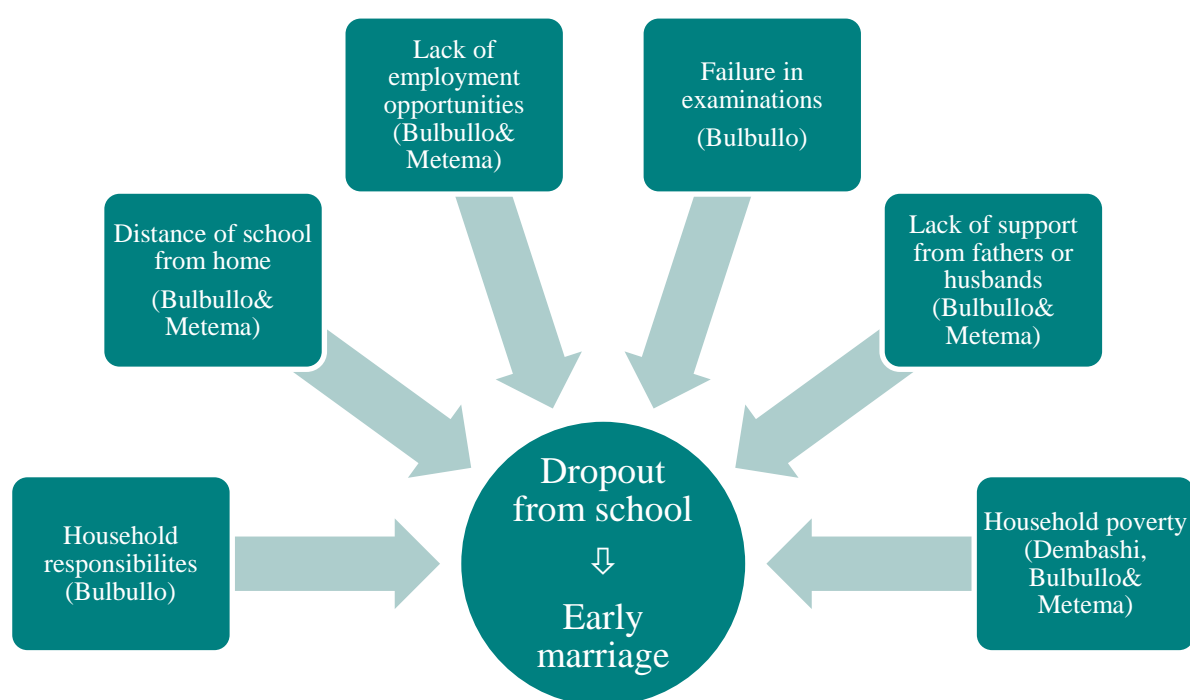 Lack of
employment
opportunities
(Bulbullo&
Metema)
Failure in
examinations
(Bulbullo)
Distance of school
from home
(Bulbullo&
Metema)
Lack of support
from fathers or
husbands
(Bulbullo&
Metema)
Household
responsibilites
(Bulbullo)
Dropout
from school
⇩
Early
marriage
Household poverty
(Dembashi,
Bulbullo&
Metema)